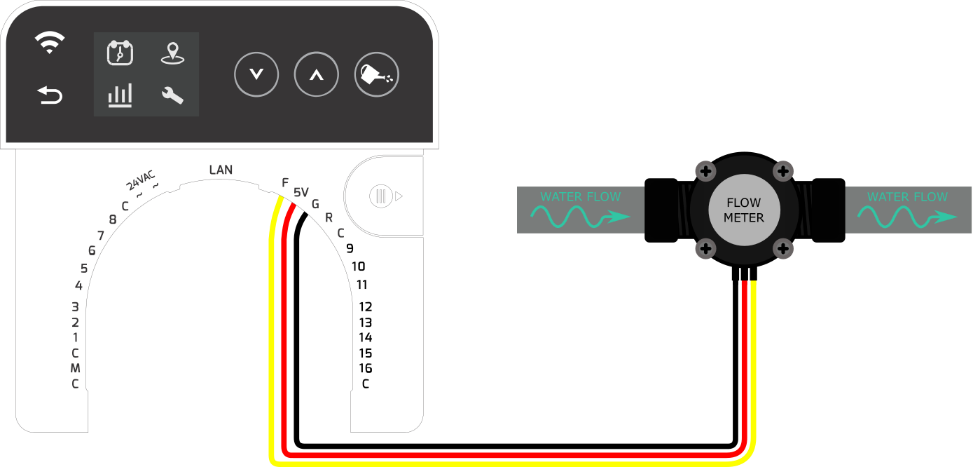 LAN
24VAC
~ ~
C
8
7
6
5
4
3
2
1
C
M
C
F
5V
G
R
C
9
10
11
12
13
14
15
16
C
WATER FLOW
FLOW
METER
WATER FLOW